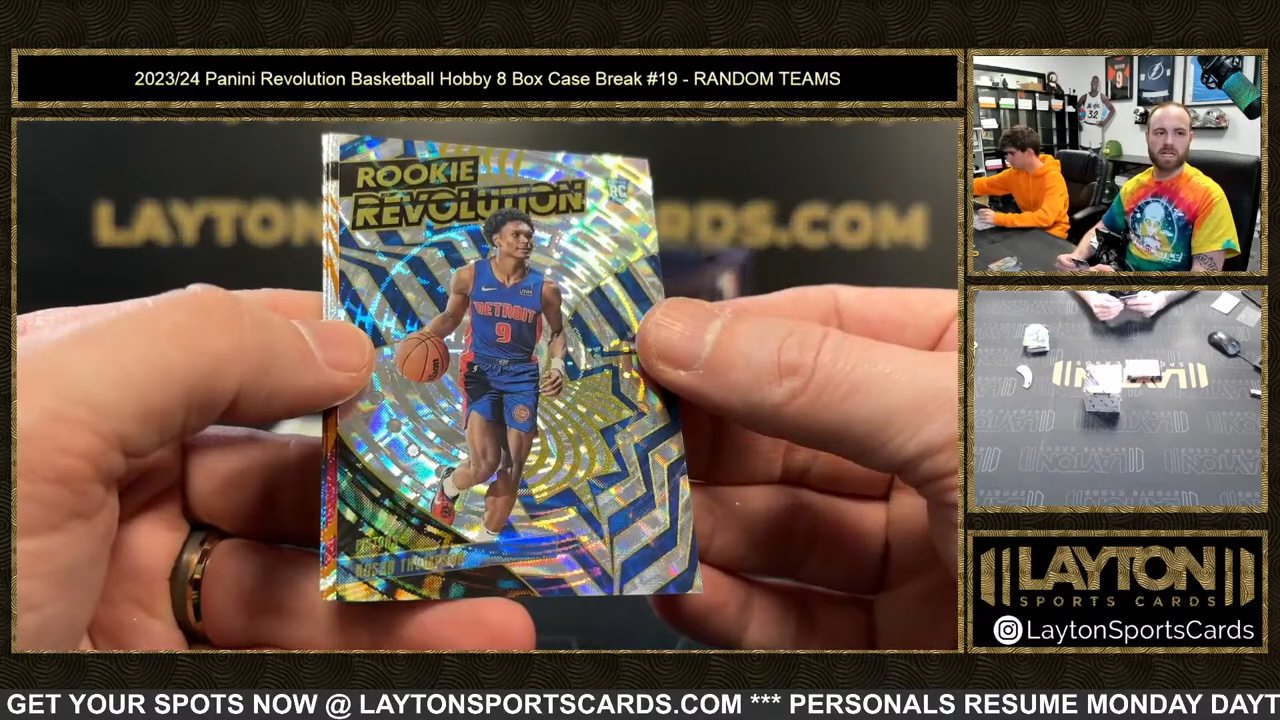 2023/24 Panini Revolution Basketball Hobby 8 Box Case Break #19 - RANDOM TEAMS
ROOKIE
REVOLUTION
RC
DETROIT
9
LAYTON
SPORTS CARDS
LaytonSportsCards
GET YOUR SPOTS NOW @ LAYTONSPORTSCARDS.COM *** PERSONALS RESUME MONDAY DAYT